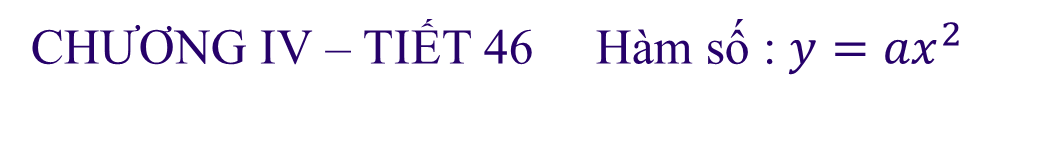 CHƯƠNG IV – TIẾT 46 Hàm số : y = ax²